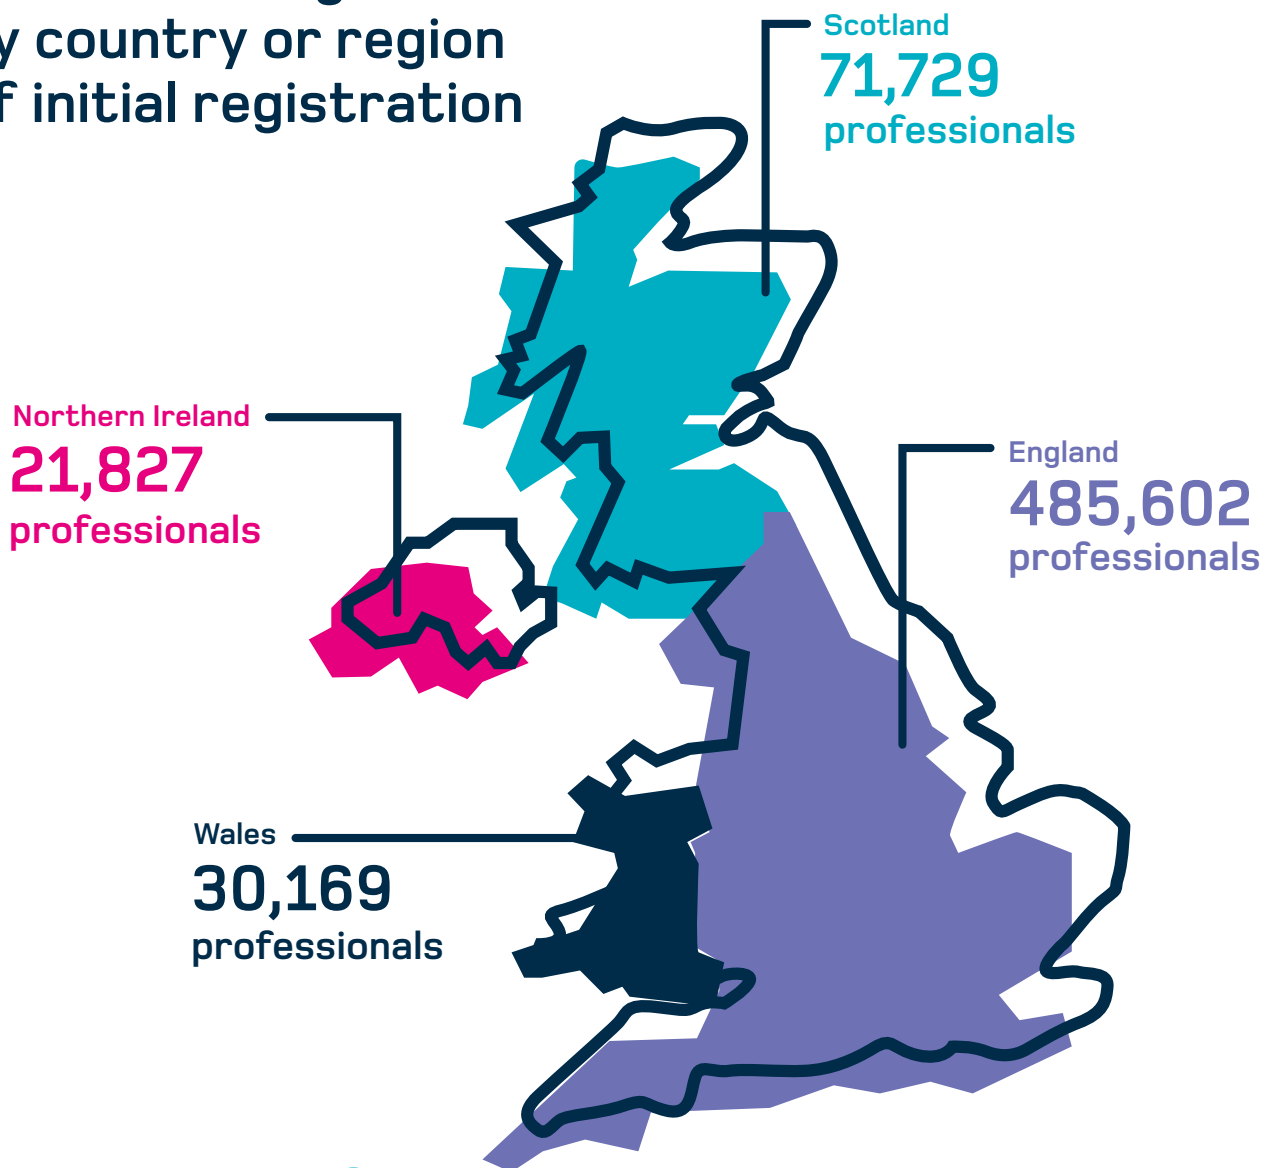 y country or region
f initial registration
Scotland
71,729
professionals
Northern Ireland
21,827
professionals
England
485,602
professionals
Wales
30,169
professionals